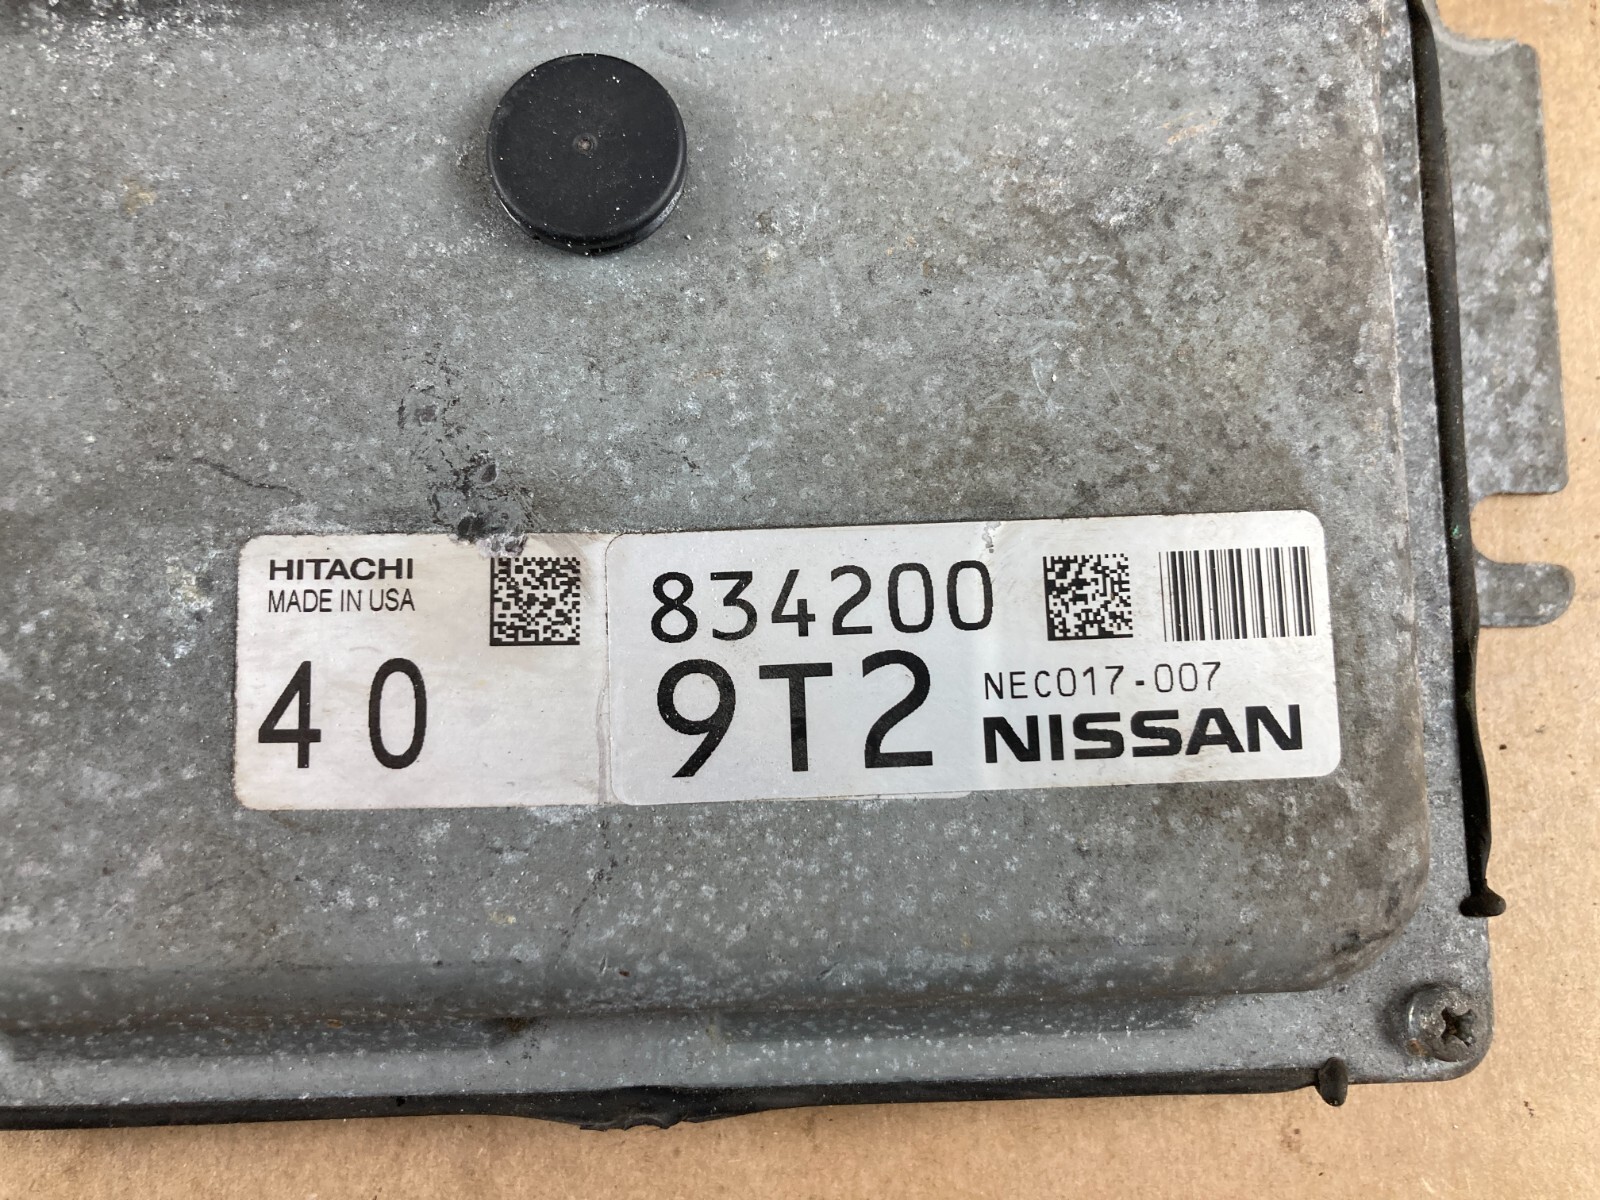 HITACHI
MADE IN USA
40
834200
9T2
NEC017-007
NISSAN